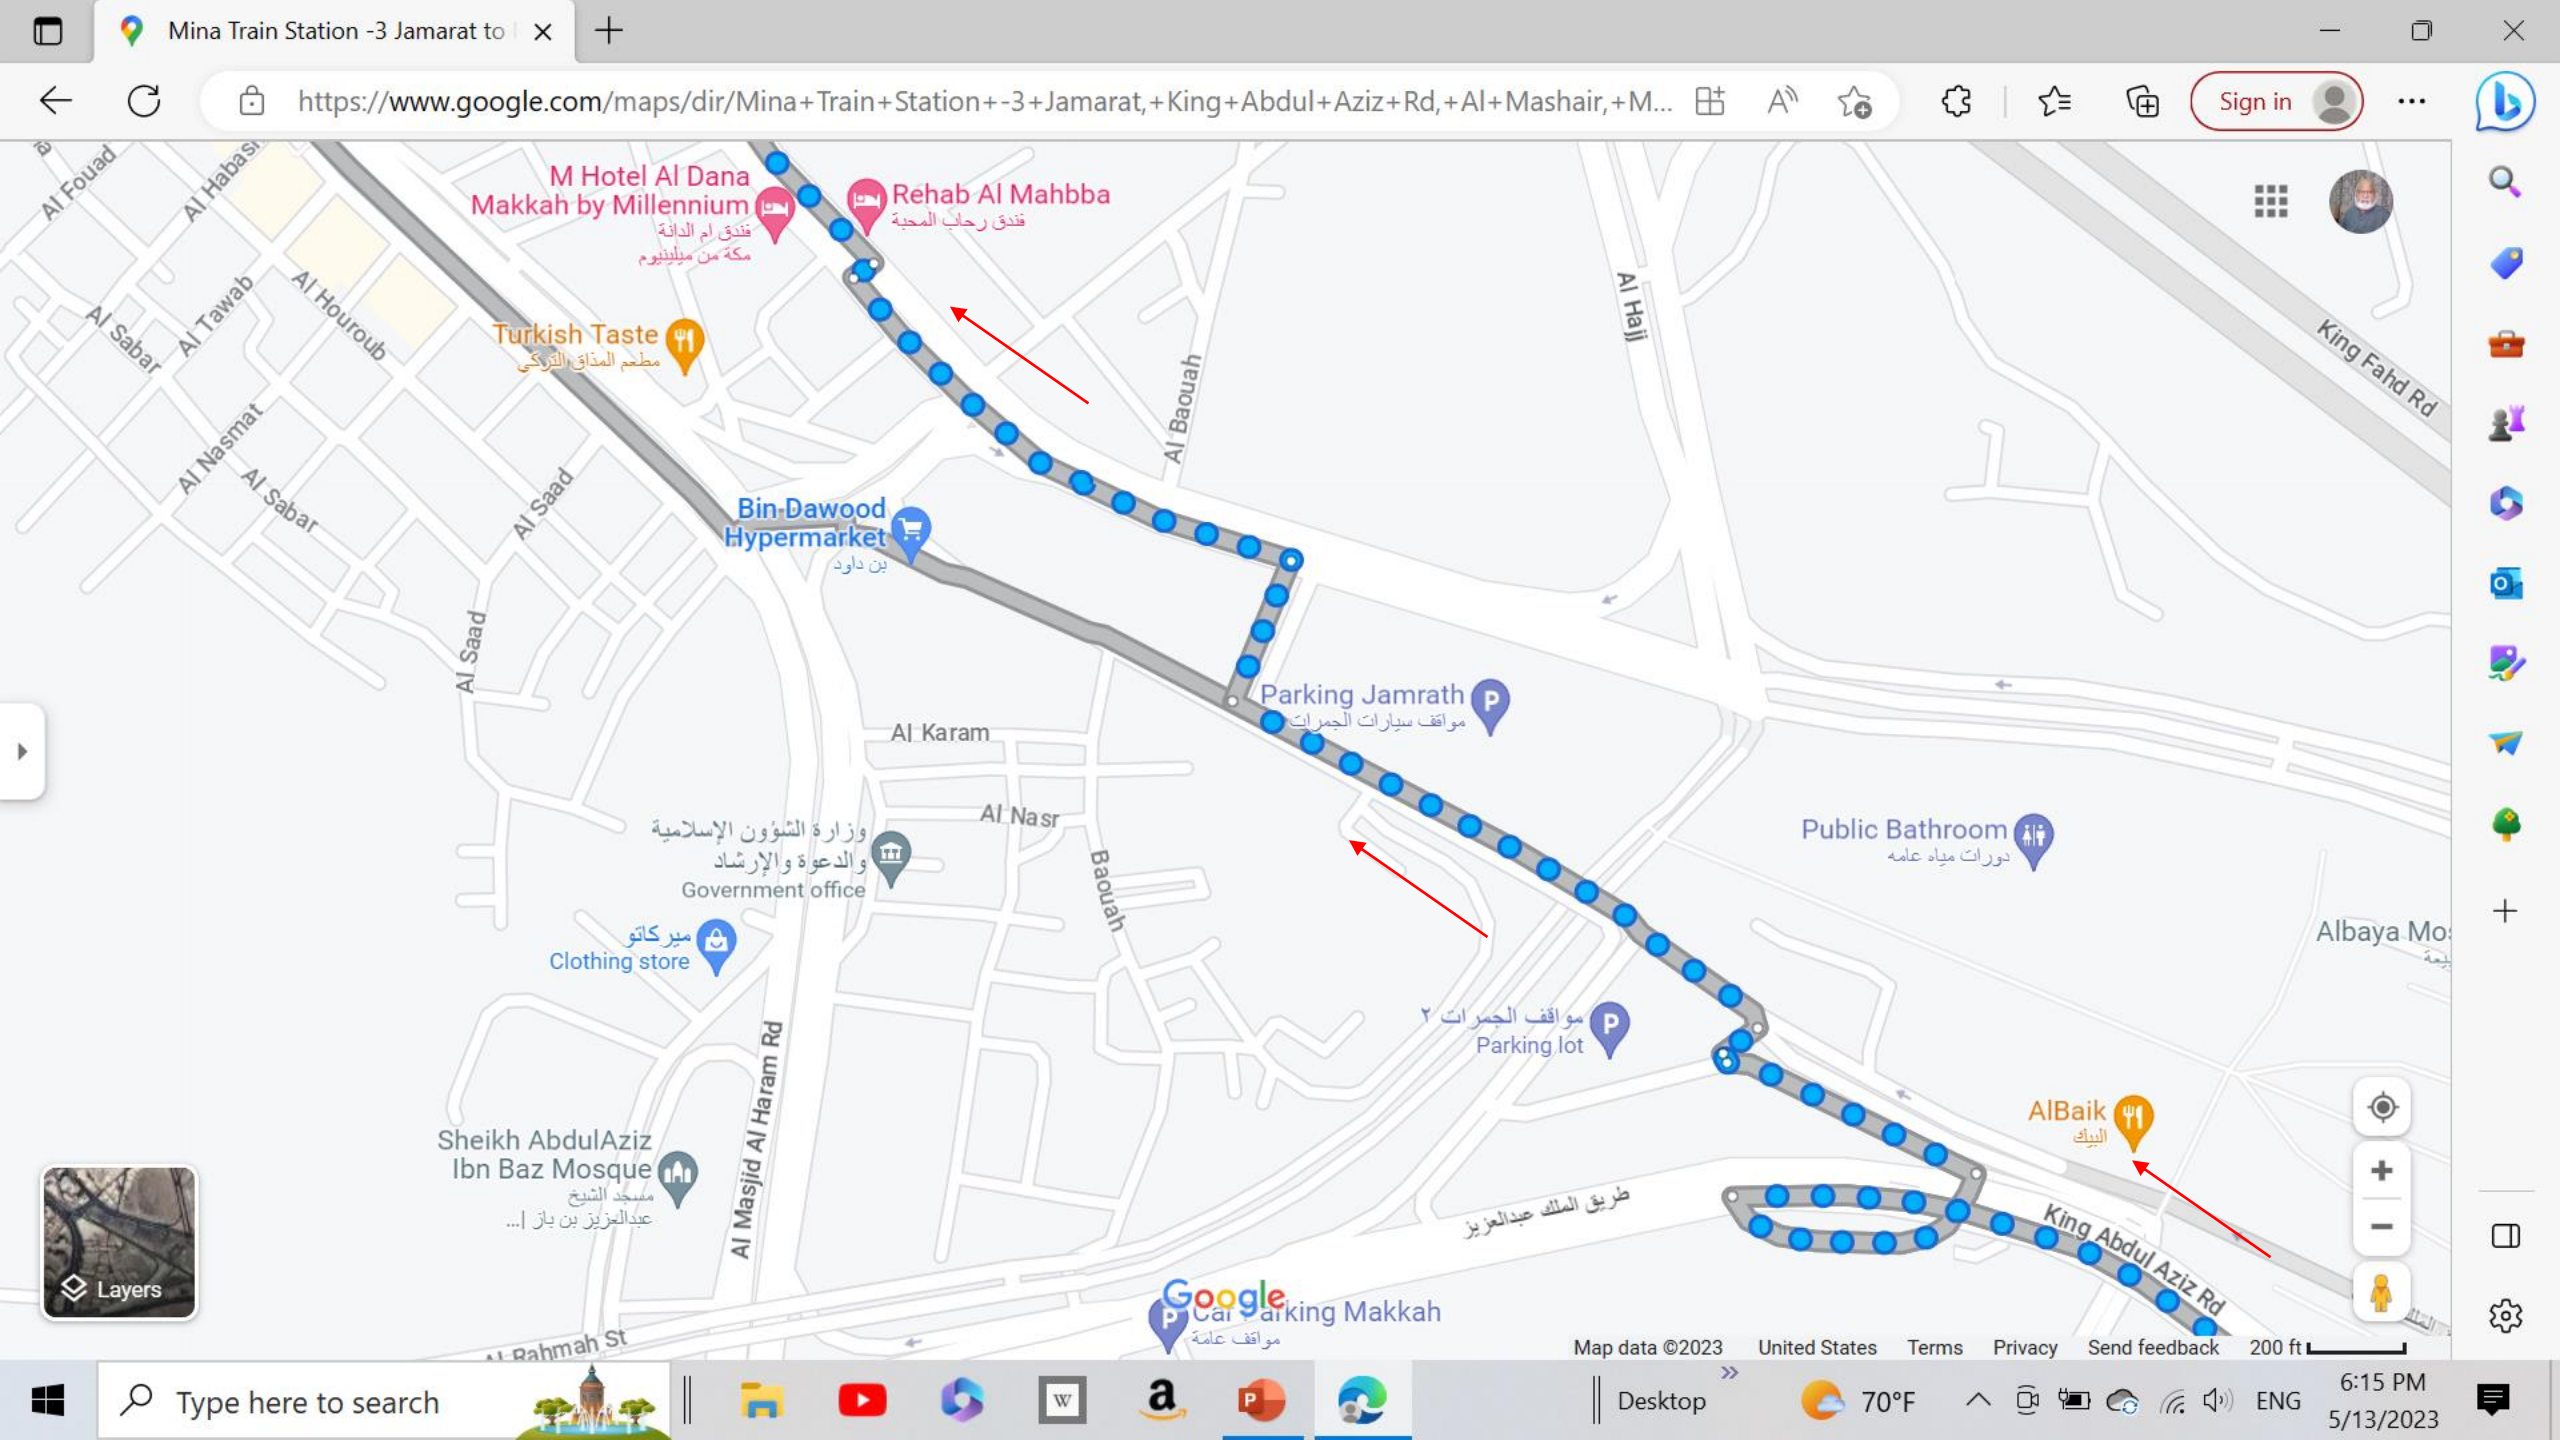 Mina Train Station -3 Jamarat to
https://www.google.com/maps/dir/Mina+Train+Station+-3+Jamarat,+King+Abdul+Aziz+Rd,+Al+Mashair,+M...
Sign in
Al Fouad
Al Habasi
M Hotel Al Dana
Makkah by Millennium
فندق ام الدانة
مكة من ميلينيوم
Rehab Al Mahbba
فندق رحاب المحبة
Al Sabar
Al Tawab
Al Houroub
Turkish Taste
مطعم المذاق التركي
Al Hajj
King Fahd Rd
Al Baouah
Al Nasmat
Al Sabar
Al Saad
Bin Dawood
Hypermarket
بن داود
Al Saad
Parking Jamrath
مواقف سيارات الجمرات
Al Karam
Al Nasr
وزارة الشؤون الإسلامية
والدعوة والإرشاد
Government office
Baouah
Public Bathroom
دورات مياه عامه
ميركاتو
Clothing store
Albaya Mo
مواقف الجمرات ٢
Parking lot
Al Masjid Al Haram Rd
AlBaik
البيك
Sheikh AbdulAziz
Ibn Baz Mosque
مسجد الشيخ
عبدالعزيز بن باز ا...
طريق الملك عبدالعزيز
King Abdul Aziz Rd
Layers
Google
Car Parking Makkah
مواقف عامة
Al Rahmah St
Map data ©2023 United States Terms Privacy Send feedback 200 ft
Type here to search
Desktop
70°F
ENG
6:15 PM
5/13/2023